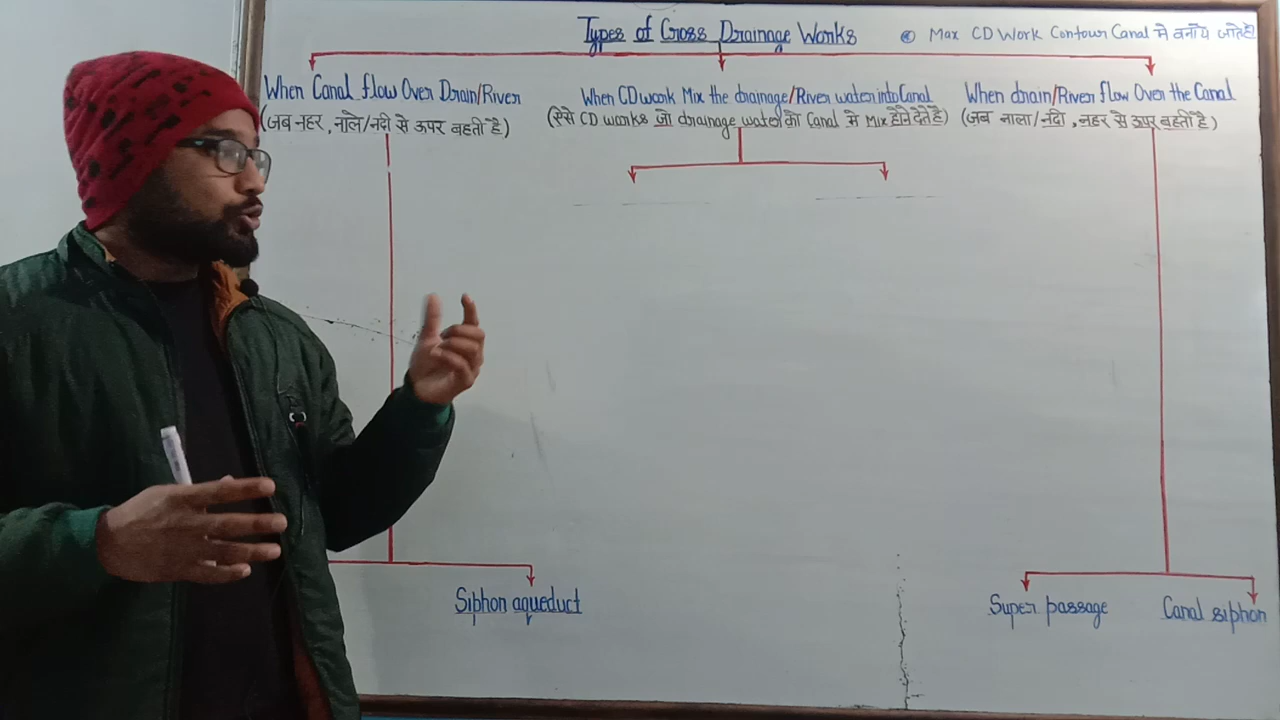 Types of Cross Drainage Works
Max CD Work Contour Canal में बनाये जाते है।
When Canal flow Over Drain/River
(जब नहर, नाले/नदी से ऊपर बहती है)
When CD work Mix the drainage/River water into Canal
(ऐसे CD works जो drainage water को Canal में Mix होने देते है)
When drain/River flow Over the Canal
(जब नाला/नदी, नहर से ऊपर बहती है)
Siphon aqueduct
Super passage
Canal siphon